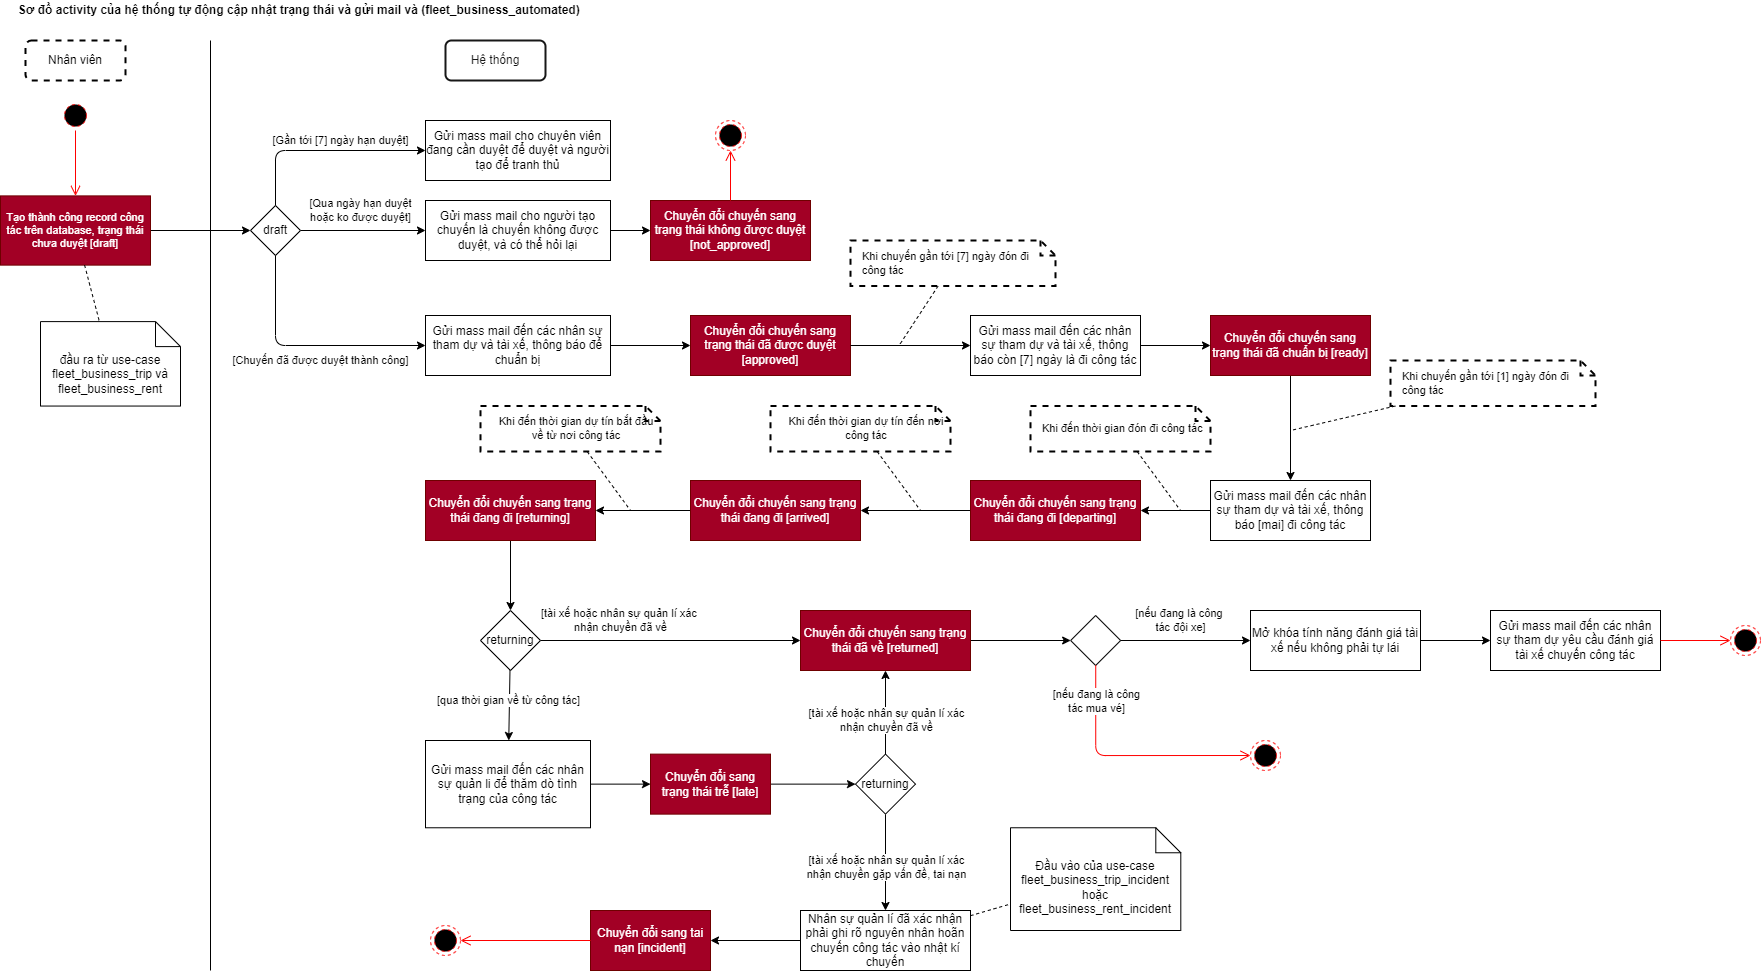 Sơ đồ activity của hệ thống tự động cập nhật trạng thái và gửi mail và (fleet_business_automated)
Nhân viên
Hệ thống
[Gần tới [7] ngày hạn duyệt]
Gửi mass mail cho chuyên viên
đang cần duyệt để duyệt và người
tạo để tranh thủ
[Qua ngày hạn duyệt
hoặc ko được duyệt]
Tạo thành công record công
tác trên database, trạng thái
chưa duyệt [draft]
draft
Gửi mass mail cho người tạo
chuyến là chuyến không được
duyệt, và có thể hỏi lại
Chuyển đổi chuyến sang
trạng thái không được duyệt
[not_approved]
Khi chuyến gần tới [7] ngày đón đi
công tác
đầu ra từ use-case
fleet_business_trip và
fleet_business_rent
[Chuyến đã được duyệt thành công]
Gửi mass mail đến các nhân sự
tham dự và tài xế, thông báo để
chuẩn bị
Chuyển đổi chuyến sang
trạng thái đã được duyệt
[approved]
Gửi mass mail đến các nhân
sự tham dự và tài xế, thông
báo còn [7] ngày là đi công tác
Chuyển đổi chuyến sang
trạng thái đã chuẩn bị [ready]
Khi chuyến gần tới [1] ngày đón đi
công tác
Khi đến thời gian dự tín bắt đầu
về từ nơi công tác
Khi đến thời gian dự tín đến nơi
công tác
Khi đến thời gian đón đi công tác
Chuyển đổi chuyến sang trạng
thái đang đi [returning]
Chuyển đổi chuyến sang trạng
thái đang đi [arrived]
Chuyển đổi chuyến sang trạng
thái đang đi [departing]
Gửi mass mail đến các nhân
sự tham dự và tài xế, thông
báo [mai] đi công tác
returning
[tài xế hoặc nhân sự quản lí xác
nhận chuyến đã về
Chuyển đổi chuyến sang trạng
thái đã về [returned]
[nếu đang là công
tác đội xe]
Mở khóa tính năng đánh giá tài
xế nếu không phải tự lái
Gửi mass mail đến các nhân
sự tham dự yêu cầu đánh giá
tài xế chuyến công tác
[qua thời gian về từ công tác]
[nếu đang là công
tác mua vé]
[tài xế hoặc nhân sự quản lí xác
nhận chuyến đã về
Gửi mass mail đến các nhân
sự quản lí để thăm dò tình
trạng của công tác
Chuyển đổi sang
trạng thái trễ [late]
returning
[tài xế hoặc nhân sự quản lí xác
nhận chuyến gặp vấn đề, tai nạn
Đầu vào của use-case
fleet_business_trip_incident
hoặc
fleet_business_rent_incident
Chuyển đổi sang tai
nạn [incident]
Nhân sự quản lí đã xác nhận
phải ghi rõ nguyên nhân hoãn
chuyến công tác vào nhật kí
chuyến